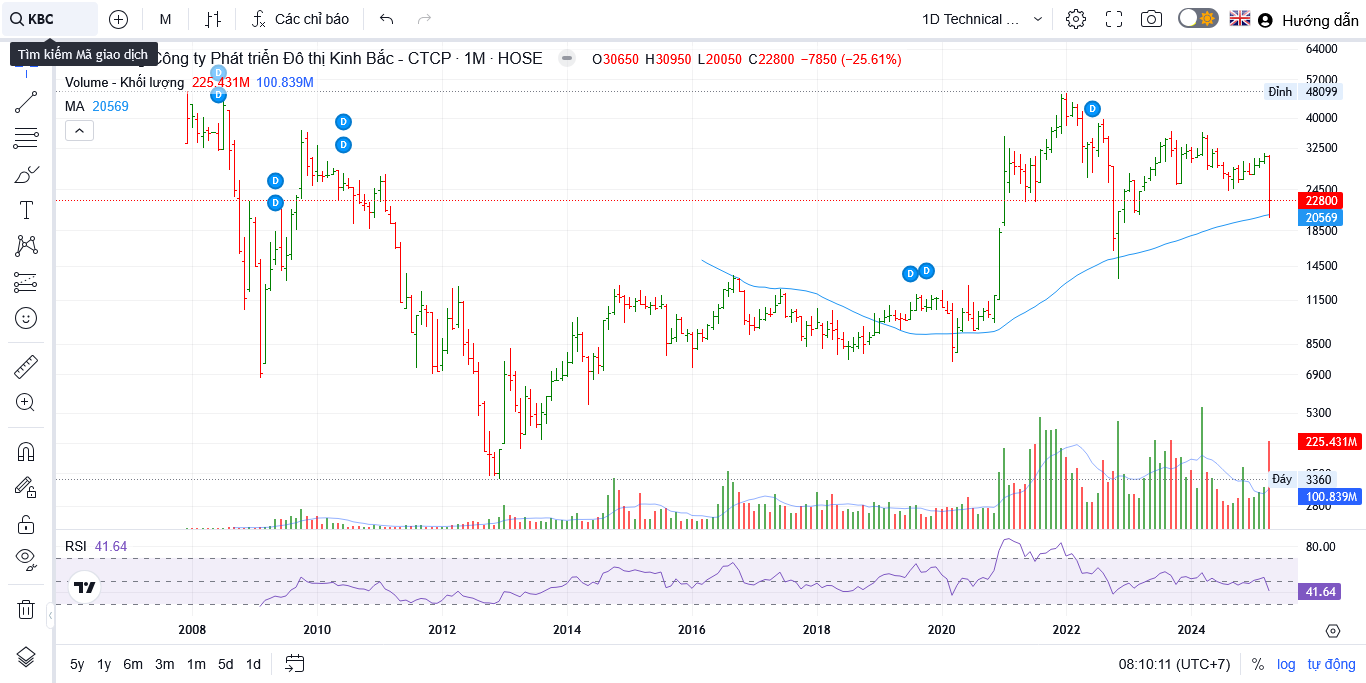 KBC
M
Các chỉ báo
1D Technical ...
Hướng dẫn
Tìm kiếm Mã giao dịch
Công ty Phát triển Đô thị Kinh Bắc - CTCP · 1M · HOSE
O30650 H30950 L20050 C22800 −7850 (−25.61%)
Volume - Khối lượng 225.431M 100.839M
MA 20569
D
D
D
D
D
D
D
D
D
64000
52000
Đỉnh 48099
40000
32500
24500
22800
20569
18500
14500
11500
8500
6900
5300
225.431M
Đáy 3360
100.839M
2800
RSI 41.64
80.00
41.64
2008 2010 2012 2014 2016 2018 2020 2022 2024
5y 1y 6m 3m 1m 5d 1d
08:10:11 (UTC+7) % log tự động